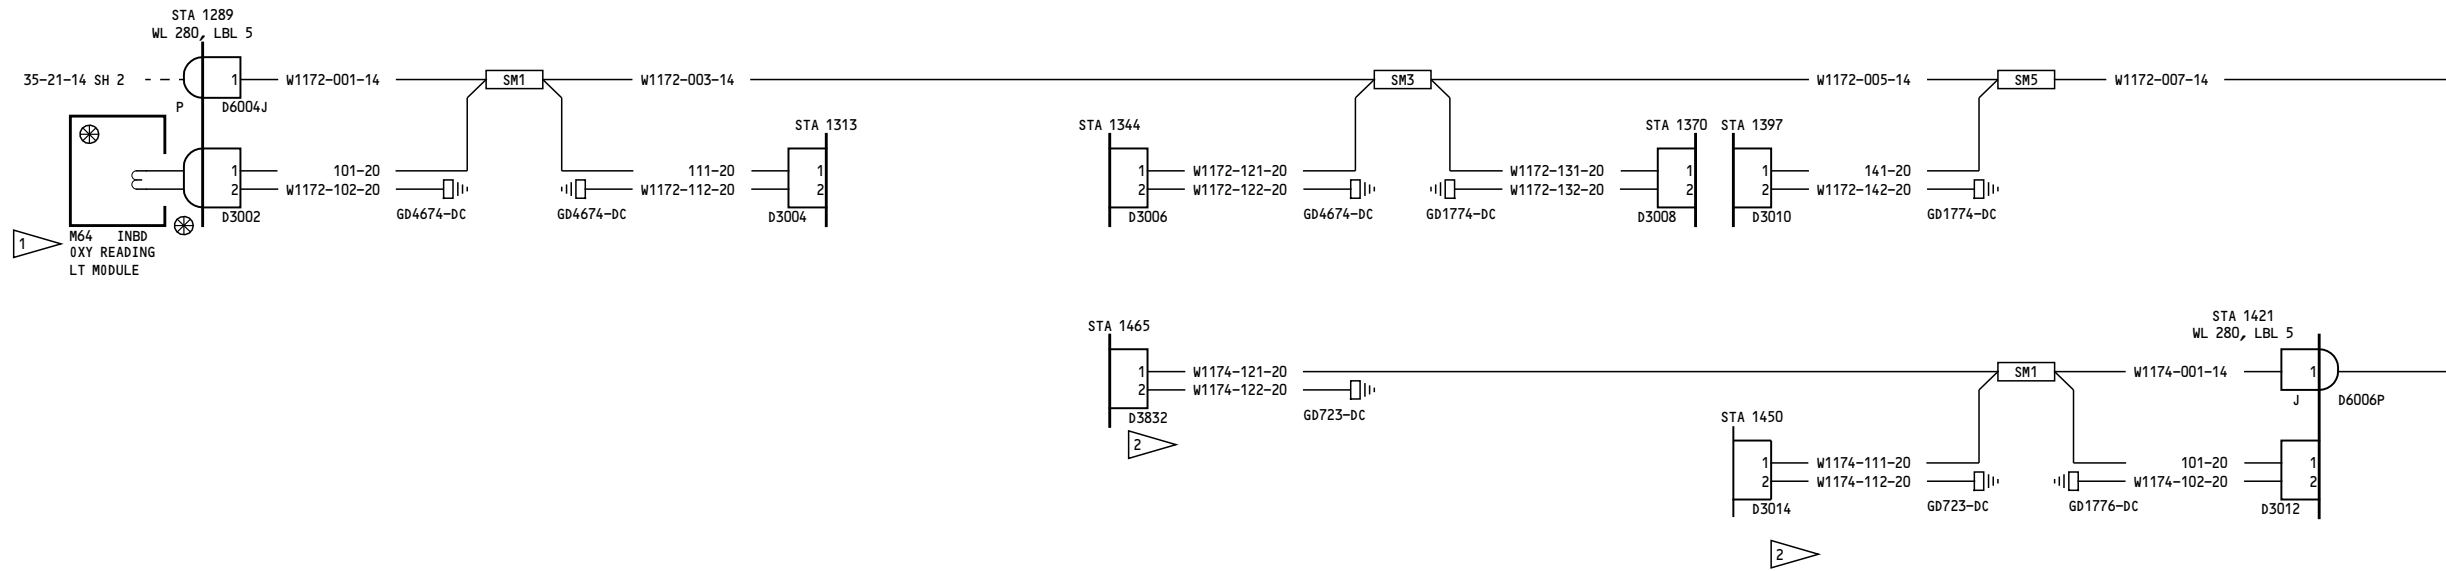 STA 1289
WL 280, LBL 5
35-21-14 SH 2
1
W1172-001-14
SM1
W1172-003-14
SM3
W1172-005-14
SM5
W1172-007-14
P
D6004J
STA 1313
STA 1344
STA 1370
STA 1397
1
101-20
111-20
1
1
W1172-121-20
W1172-131-20
1
1
141-20
2
W1172-102-20
W1172-112-20
2
2
W1172-122-20
W1172-132-20
2
2
W1172-142-20
D3002
GD4674-DC
GD4674-DC
D3004
D3006
GD4674-DC
GD1774-DC
D3008
D3010
GD1774-DC
1
M64 INBD
OXY READING
LT MODULE
STA 1465
STA 1421
WL 280, LBL 5
1
W1174-121-20
SM1
W1174-001-14
1
2
W1174-122-20
J
D6006P
D3832
GD723-DC
STA 1450
2
1
W1174-111-20
101-20
1
2
W1174-112-20
W1174-102-20
2
D3014
GD723-DC
GD1776-DC
D3012
2